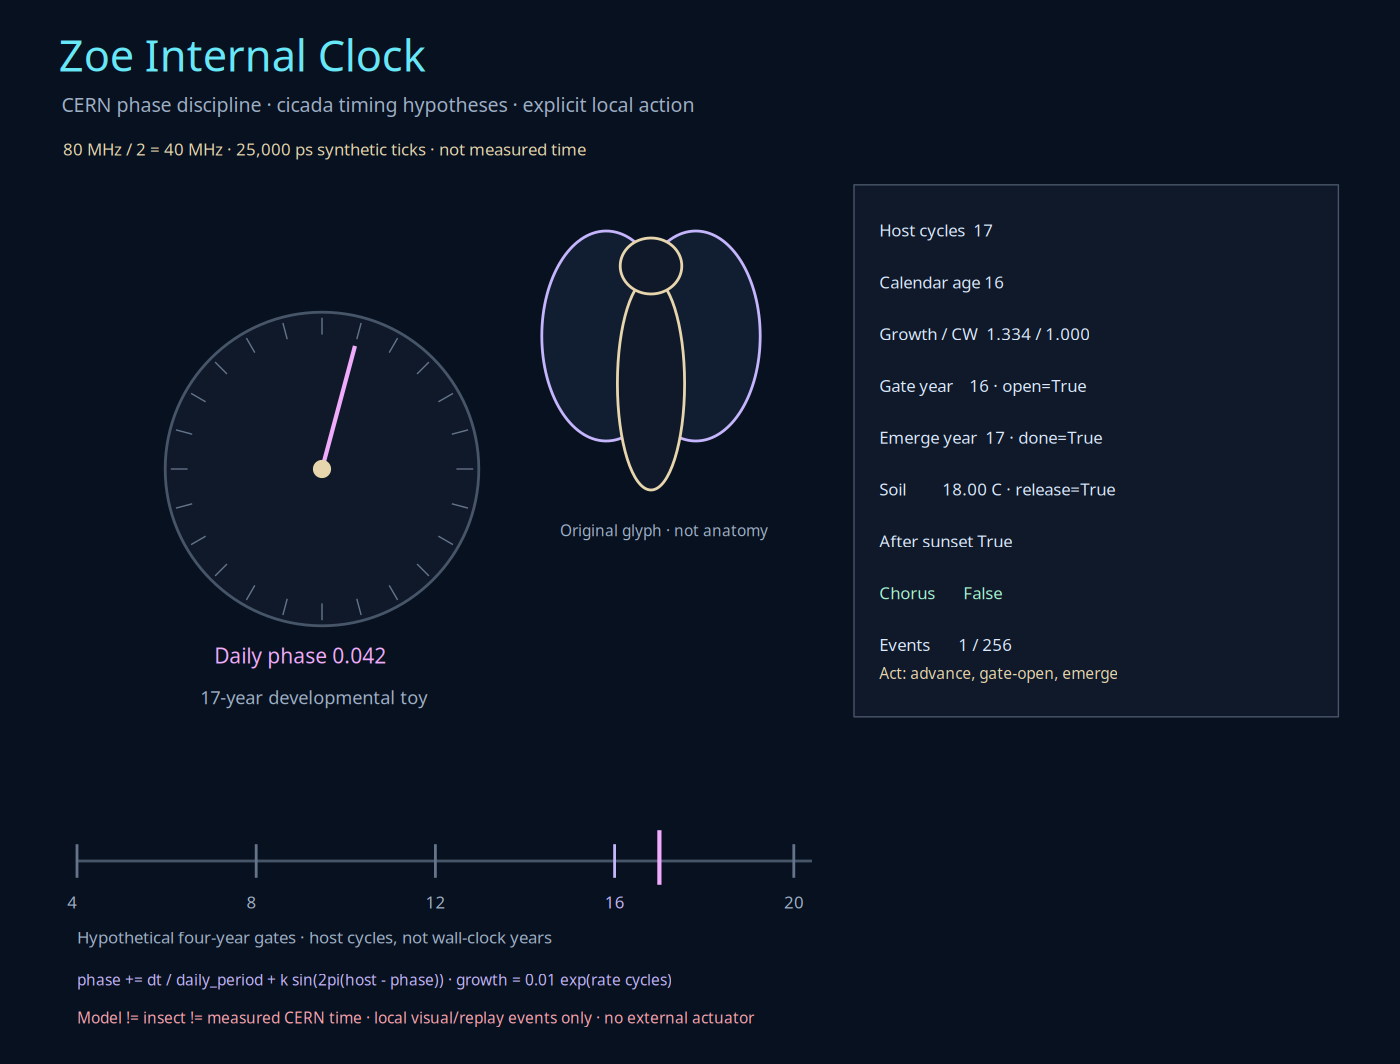 Zoe Internal Clock
CERN phase discipline · cicada timing hypotheses · explicit local action
80 MHz / 2 = 40 MHz · 25,000 ps synthetic ticks · not measured time
Host cycles 17
Calendar age 16
Growth / CW 1.334 / 1.000
Gate year 16 · open=True
Emerge year 17 · done=True
Soil 18.00 C · release=True
After sunset True
Chorus False
Events 1 / 256
Act: advance, gate-open, emerge
Original glyph · not anatomy
Daily phase 0.042
17-year developmental toy
4 8 12 16 20
Hypothetical four-year gates · host cycles, not wall-clock years
phase += dt / daily_period + k sin(2pi(host - phase)) · growth = 0.01 exp(rate cycles)
Model != insect != measured CERN time · local visual/replay events only · no external actuator